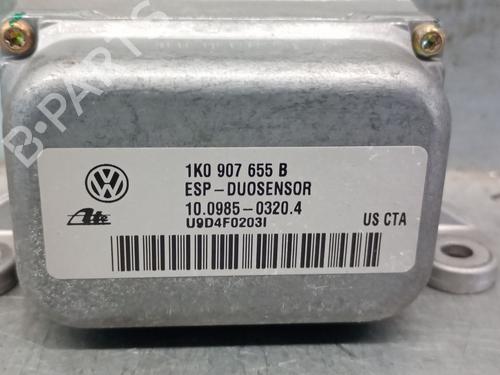 B-PARTS
1K0 907 655 B
ESP-DUOSENSOR
Ate
10.0985-0320.4
U9D4F0203I
US CTA